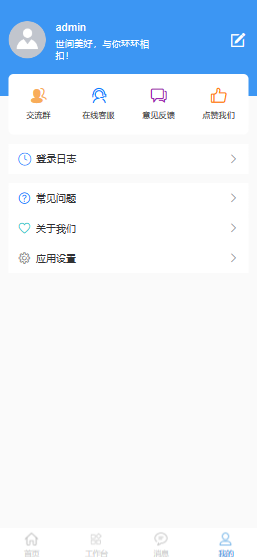 admin
世间美好，与你环环相
扣！
交流群
在线客服
意见反馈
点赞我们
登录日志
常见问题
关于我们
应用设置
首页
工作台
消息
我的